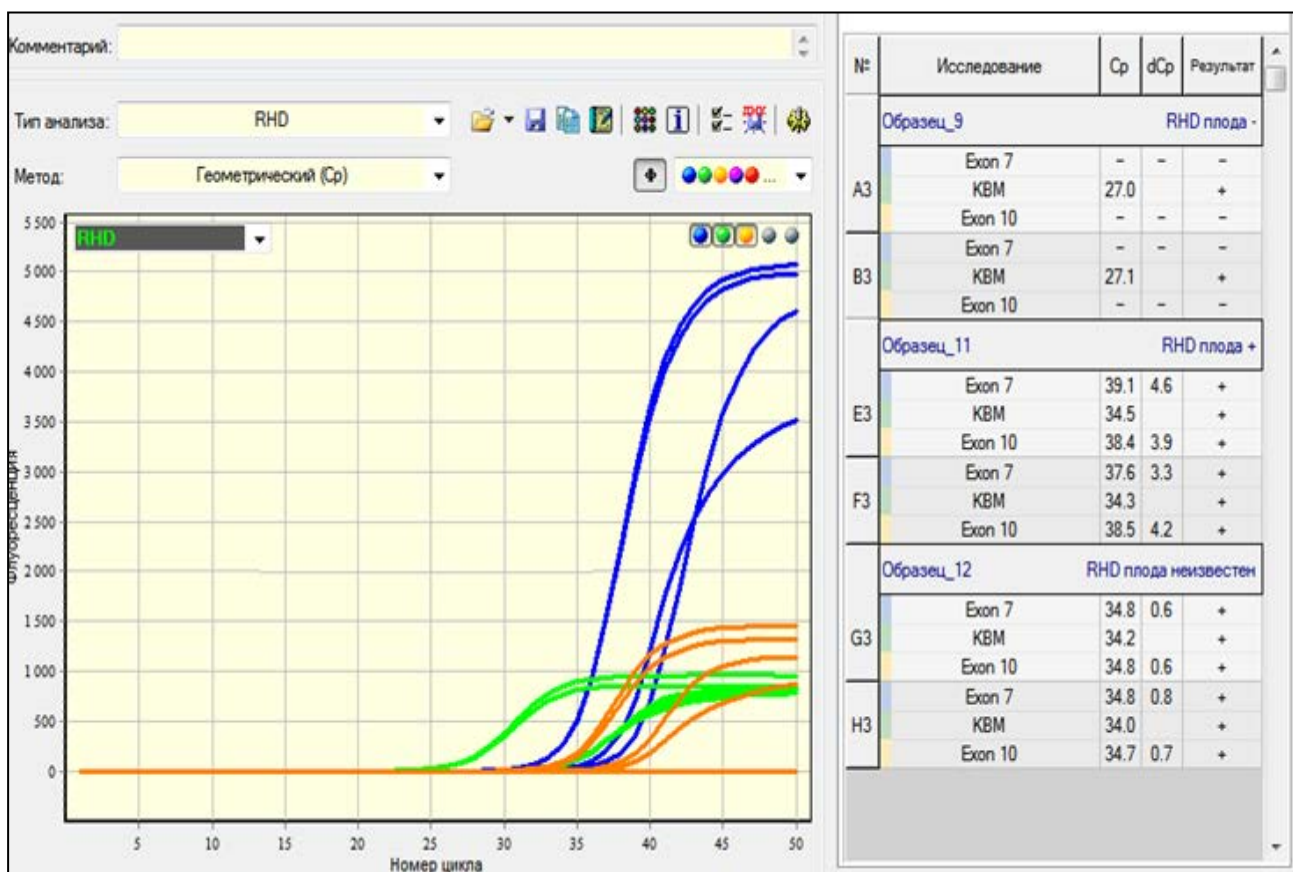 Комментарий:
Тип анализа: RHD
Метод: Геометрический (Cp) ...
RHD
5 500
5 000
4 500
4 000
3 500
3 000
2 500
2 000
1 500
1 000
500
0
Флуоресценция
5 10 15 20 25 30 35 40 45 50
Номер цикла
№ Исследование Cp dCp Результат
Образец_9 RHD плода -
A3
Exon 7 - - -
КВМ 27.0 +
Exon 10 - - -
B3
Exon 7 - - -
КВМ 27.1 +
Exon 10 - - -
Образец_11 RHD плода +
E3
Exon 7 39.1 4.6 +
КВМ 34.5 +
Exon 10 38.4 3.9 +
F3
Exon 7 37.6 3.3 +
КВМ 34.3 +
Exon 10 38.5 4.2 +
Образец_12 RHD плода неизвестен
G3
Exon 7 34.8 0.6 +
КВМ 34.2 +
Exon 10 34.8 0.6 +
H3
Exon 7 34.8 0.8 +
КВМ 34.0 +
Exon 10 34.7 0.7 +